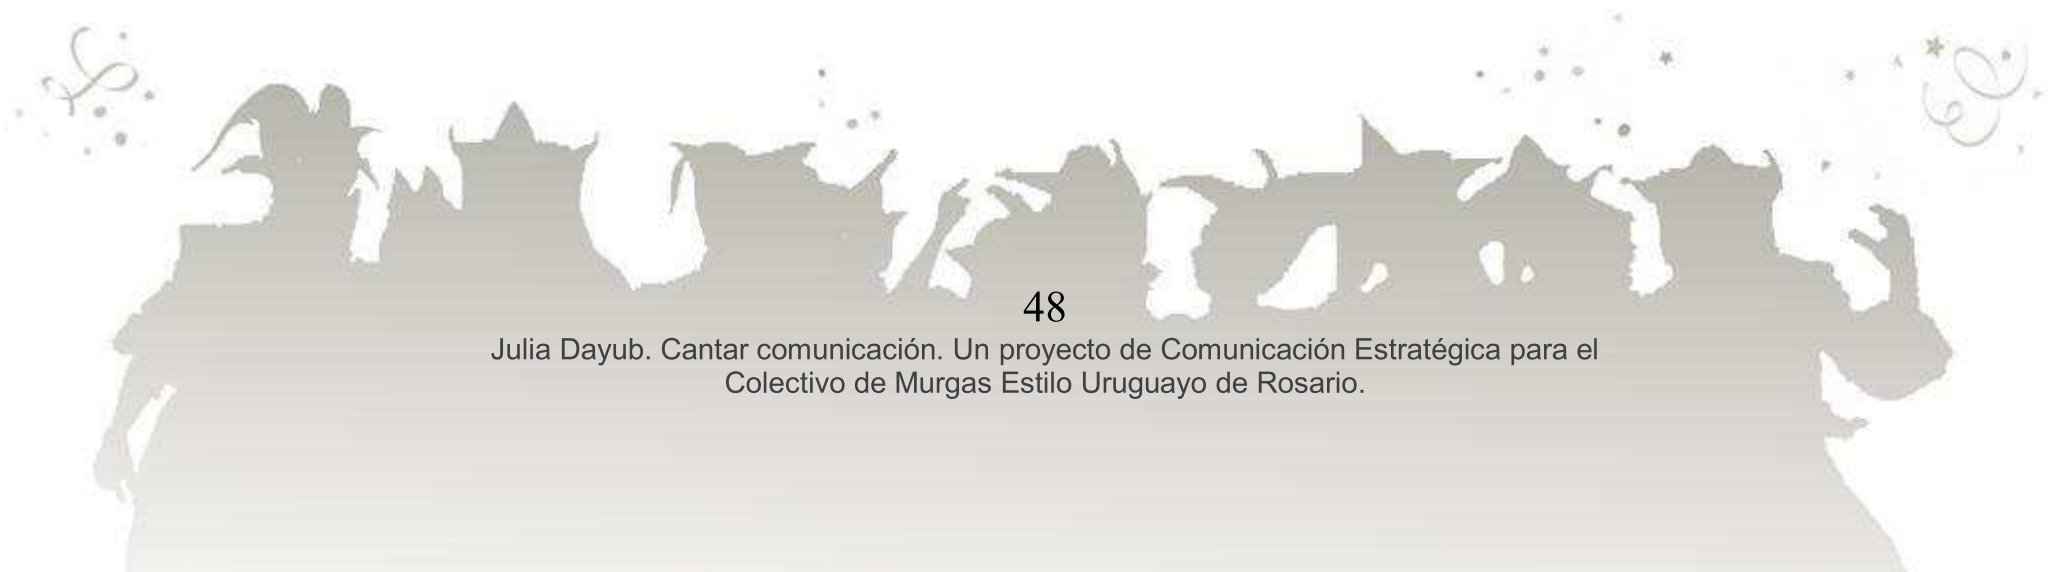 48
Julia Dayub. Cantar comunicación. Un proyecto de Comunicación Estratégica para el
Colectivo de Murgas Estilo Uruguayo de Rosario.